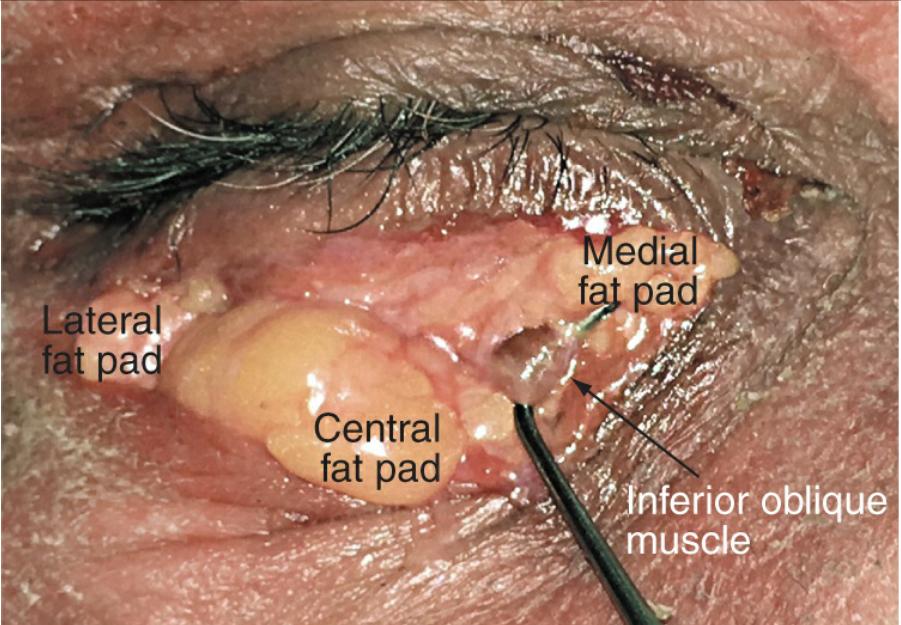 Medial
fat pad
Lateral
fat pad
Central
fat pad
Inferior oblique
muscle